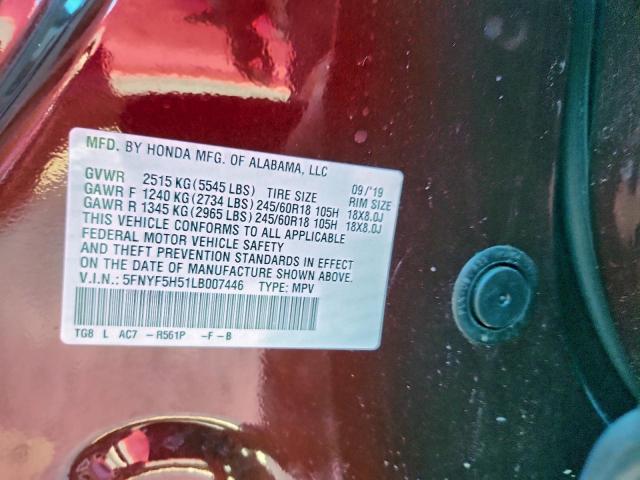 MFD. BY HONDA MFG. OF ALABAMA, LLC
09/'19
GVWR 2515 KG (5545 LBS) TIRE SIZE RIM SIZE
GAWR F 1240 KG (2734 LBS) 245/60R18 105H 18X8.0J
GAWR R 1345 KG (2965 LBS) 245/60R18 105H 18X8.0J
THIS VEHICLE CONFORMS TO ALL APPLICABLE
FEDERAL MOTOR VEHICLE SAFETY
AND THEFT PREVENTION STANDARDS IN EFFECT
ON THE DATE OF MANUFACTURE SHOWN ABOVE.
V.I.N.: 5FNYF5H51LB007446 TYPE: MPV
TG8 L AC7 -R561P -F-B